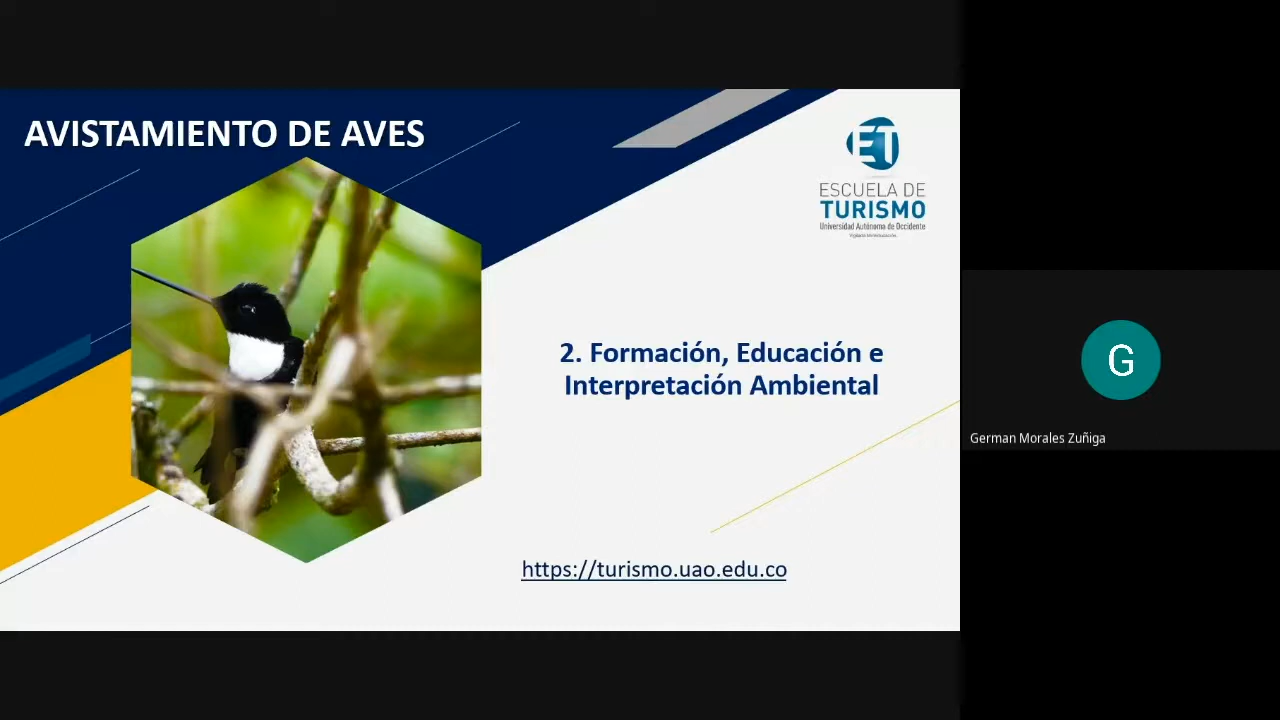 AVISTAMIENTO DE AVES
ET
ESCUELA DE
TURISMO
Universidad Autónoma de Occidente
2. Formación, Educación e
Interpretación Ambiental
https://turismo.uao.edu.co
G
German Morales Zuñiga